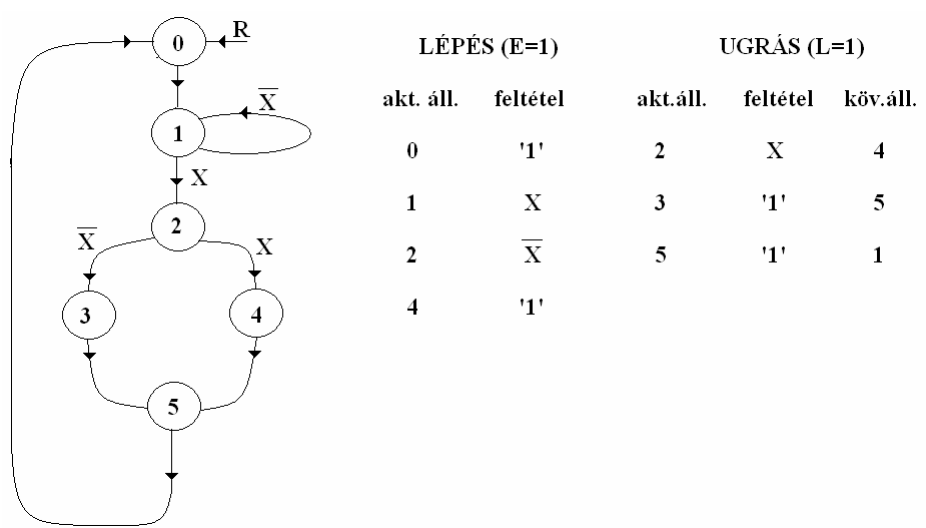 R
0
X̅
1
X
2
X̅
X
3
4
5
LÉPÉS (E=1)
akt. áll. feltétel
0 '1'
1 X
2 X̅
4 '1'
UGRÁS (L=1)
akt.áll. feltétel köv.áll.
2 X 4
3 '1' 5
5 '1' 1